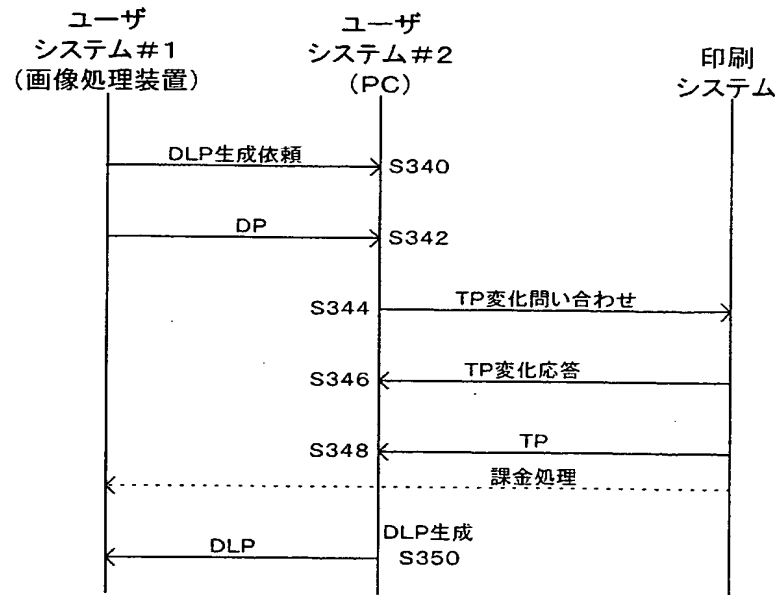 ユーザ
システム#1
(画像処理装置)
ユーザ
システム#2
(PC)
印刷
システム
DLP生成依頼
S340
DP
S342
S344
TP変化問い合わせ
S346
TP変化応答
S348
TP
課金処理
DLP
DLP生成
S350